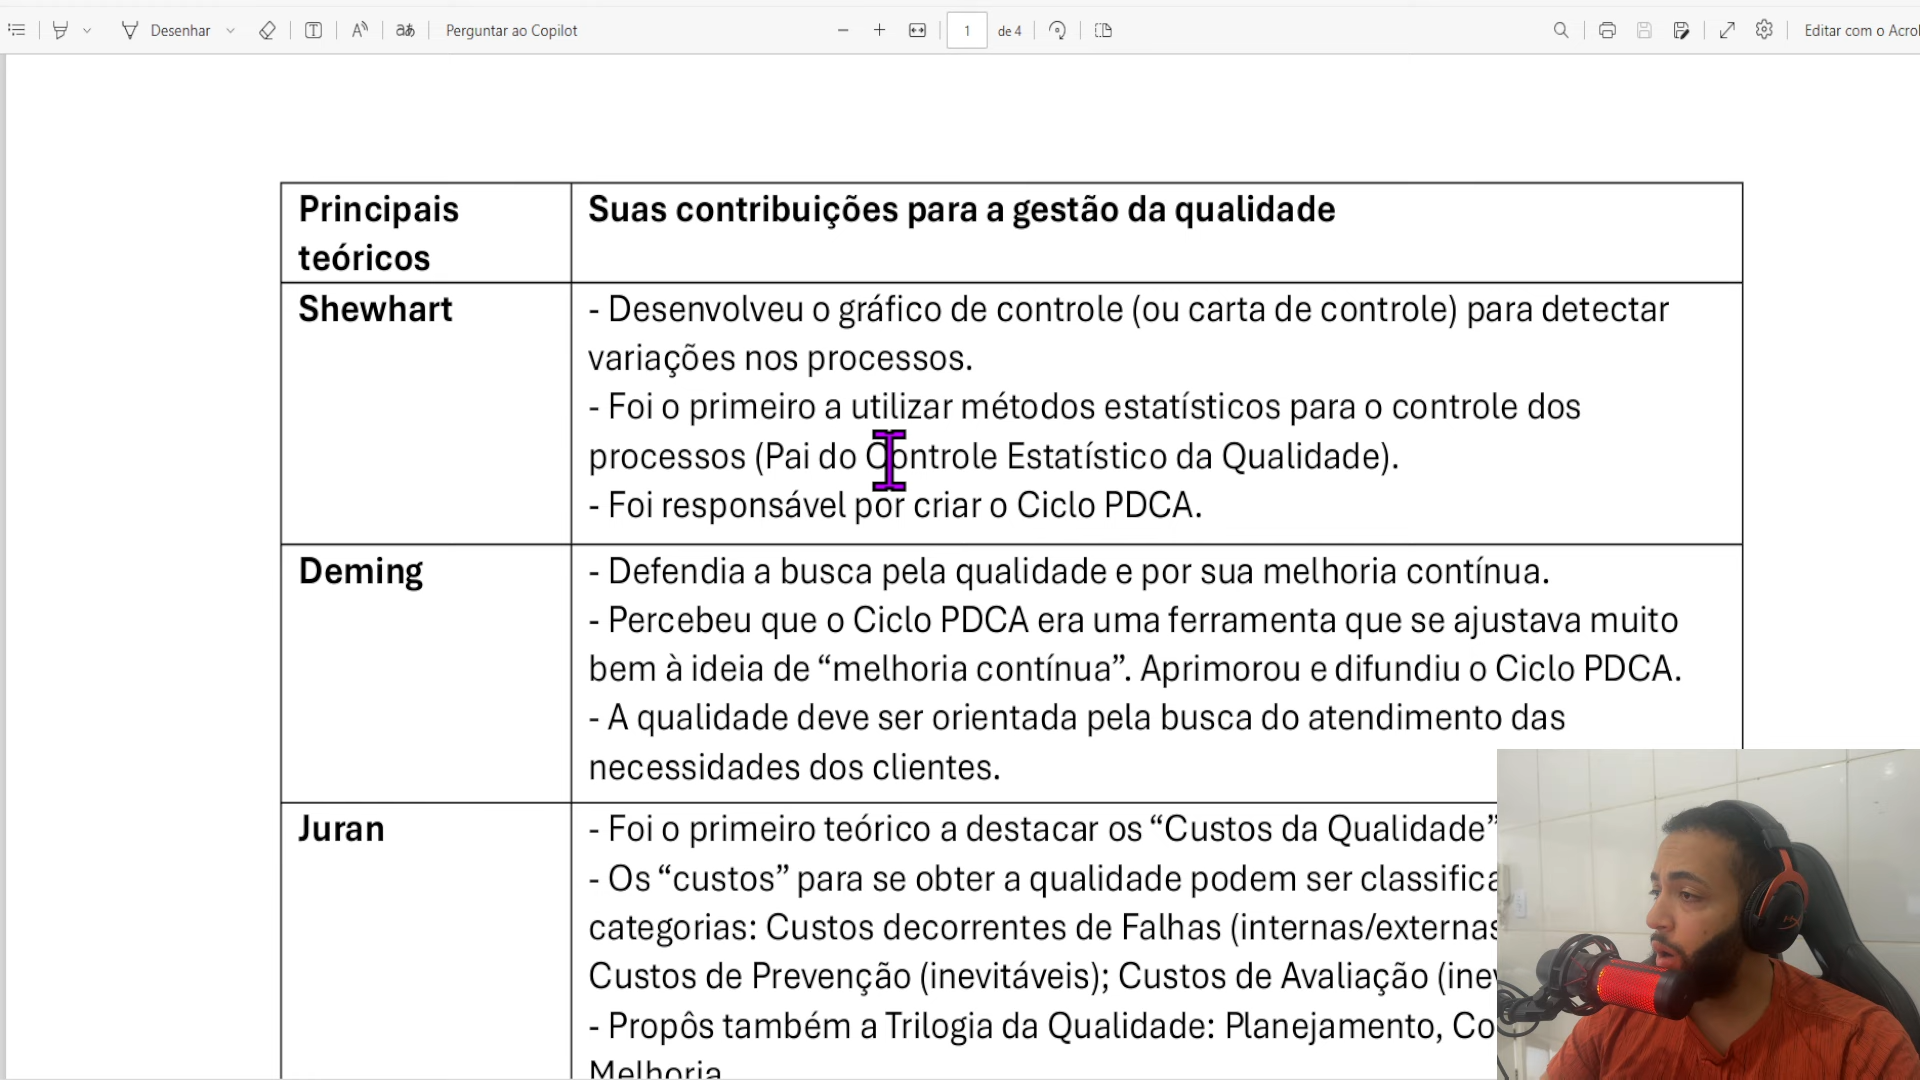 Desenhar
Perguntar ao Copilot
1 de 4
Editar com o Acro
Principais
teóricos
Suas contribuições para a gestão da qualidade
Shewhart
- Desenvolveu o gráfico de controle (ou carta de controle) para detectar
variações nos processos.
- Foi o primeiro a utilizar métodos estatísticos para o controle dos
processos (Pai do Controle Estatístico da Qualidade).
- Foi responsável por criar o Ciclo PDCA.
Deming
- Defendia a busca pela qualidade e por sua melhoria contínua.
- Percebeu que o Ciclo PDCA era uma ferramenta que se ajustava muito
bem à ideia de “melhoria contínua”. Aprimorou e difundiu o Ciclo PDCA.
- A qualidade deve ser orientada pela busca do atendimento das
necessidades dos clientes.
Juran
- Foi o primeiro teórico a destacar os “Custos da Qualidade”
- Os “custos” para se obter a qualidade podem ser classifica
categorias: Custos decorrentes de Falhas (internas/externas
Custos de Prevenção (inevitáveis); Custos de Avaliação (ine
- Propôs também a Trilogia da Qualidade: Planejamento, Co
Melhoria